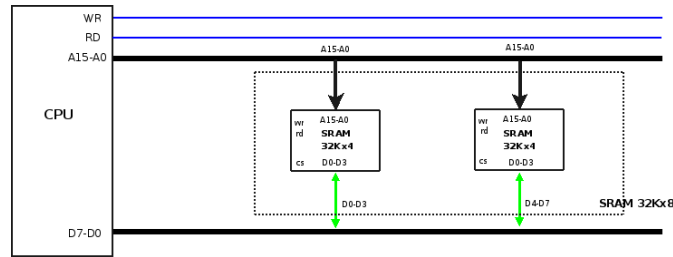 WR
RD
A15-A0
CPU
D7-D0
A15-A0
A15-A0
wr
rd
cs
A15-A0
SRAM
32Kx4
D0-D3
wr
rd
cs
A15-A0
SRAM
32Kx4
D0-D3
D0-D3
D4-D7
SRAM 32Kx8